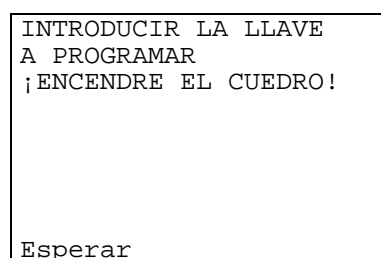 INTRODUCIR LA LLAVE
A PROGRAMAR
¡ENCENDRE EL CUEDRO!
Esperar